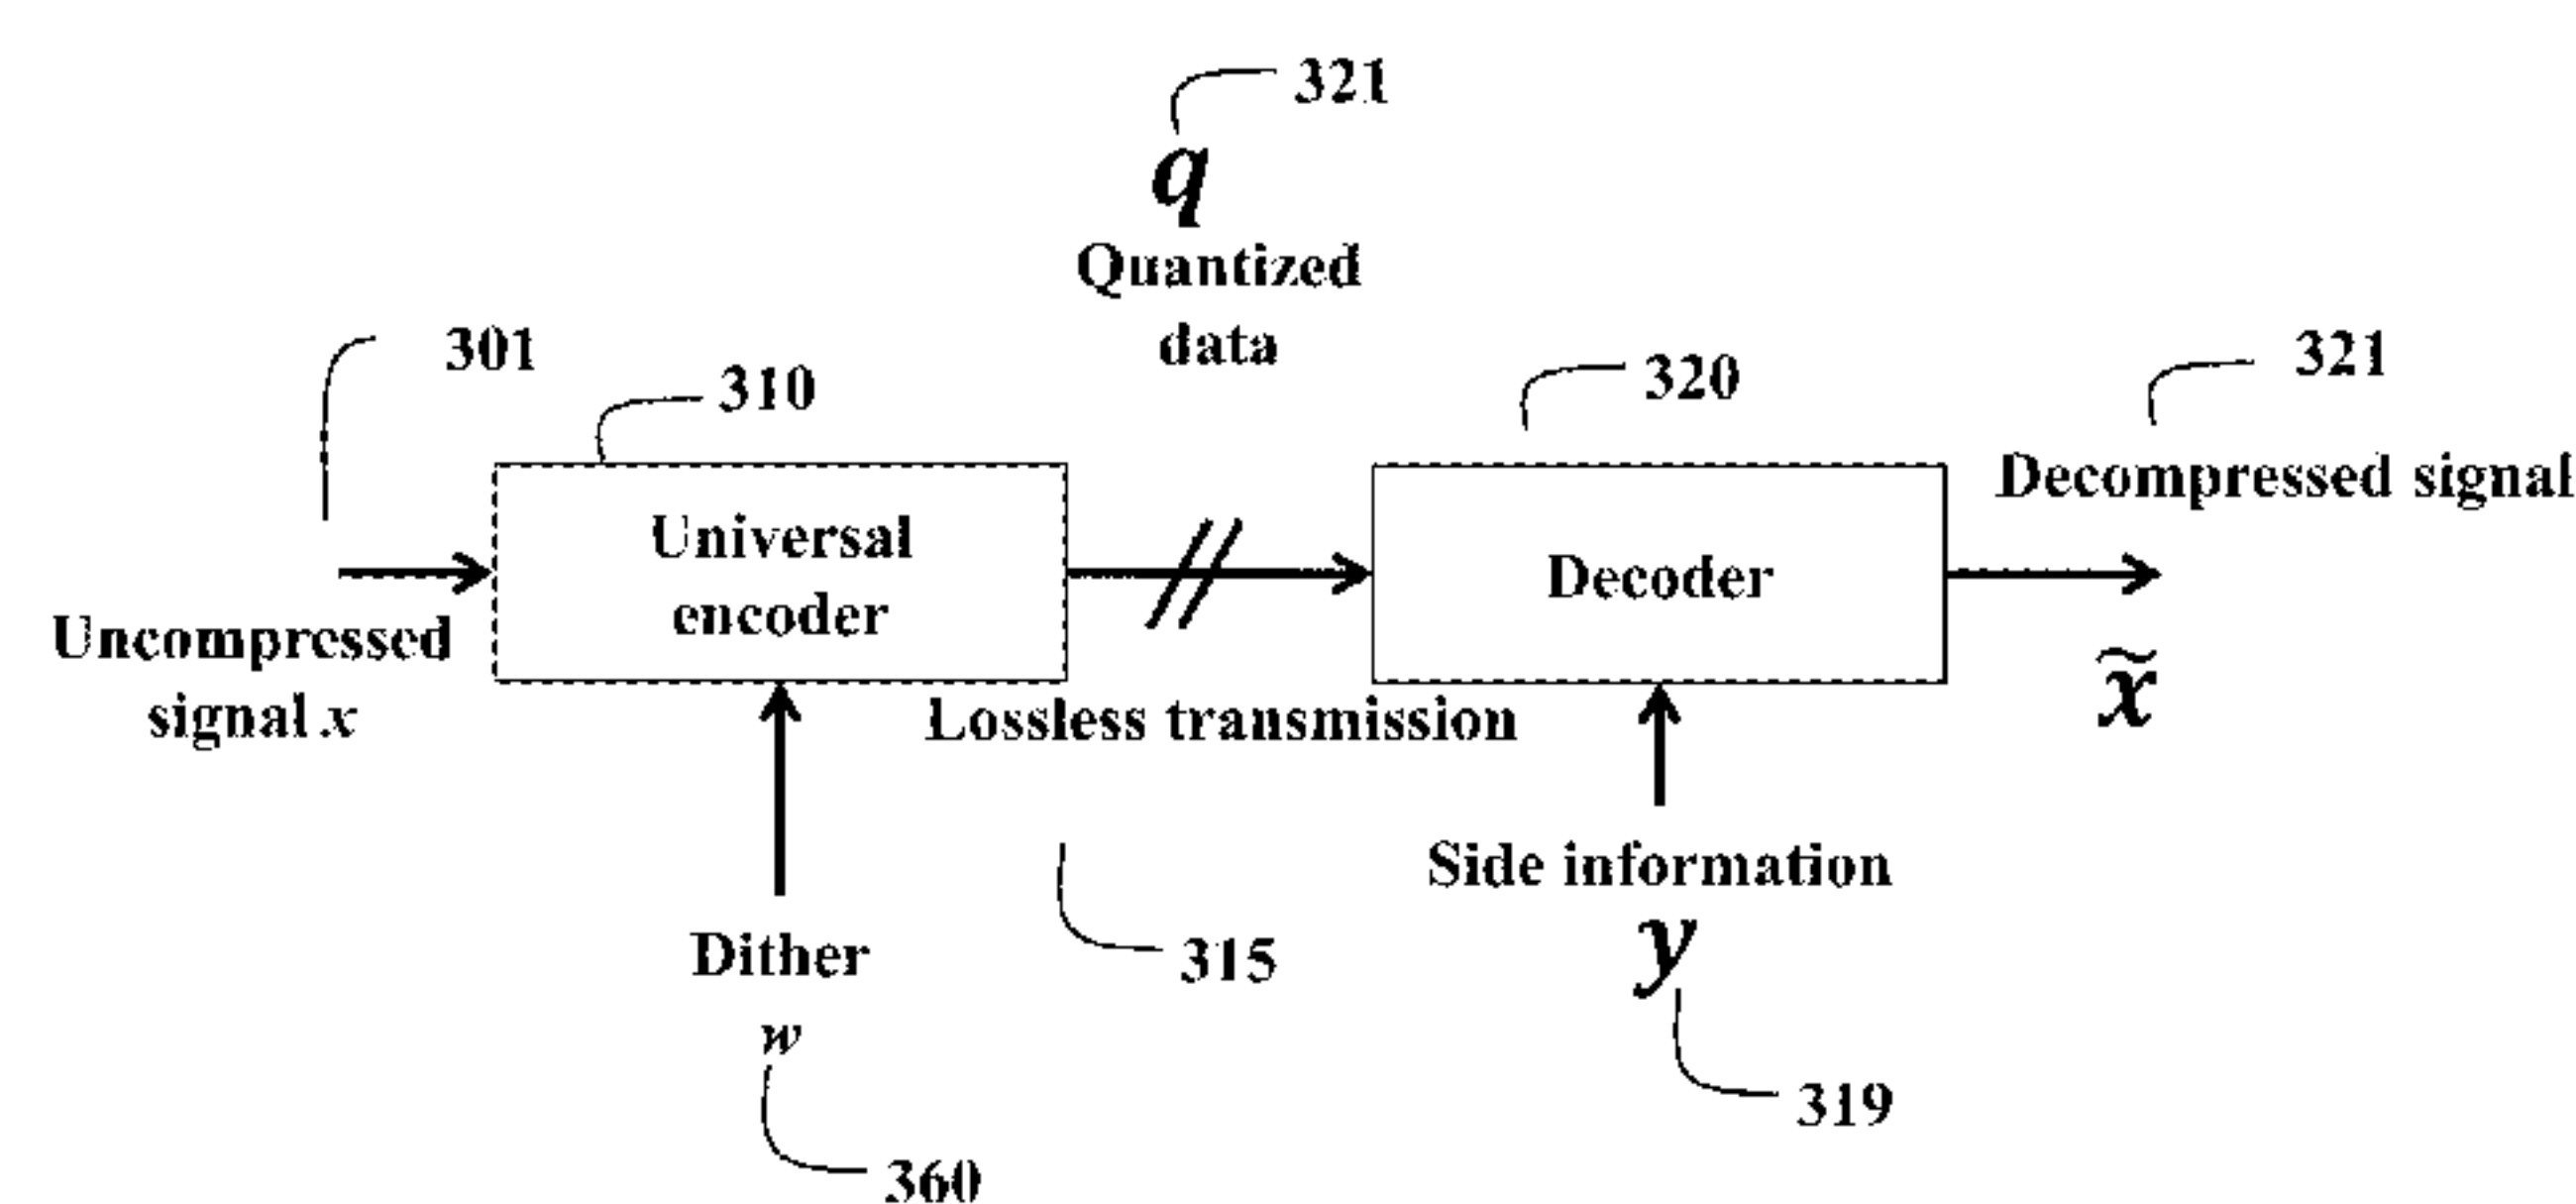 321
q
Quantized
data
301
310
320
321
Decompressed signal
Universal
encoder
Decoder
Uncompressed
signal x
Lossless transmission
x̃
Side information
y
Dither
w
315
319
360